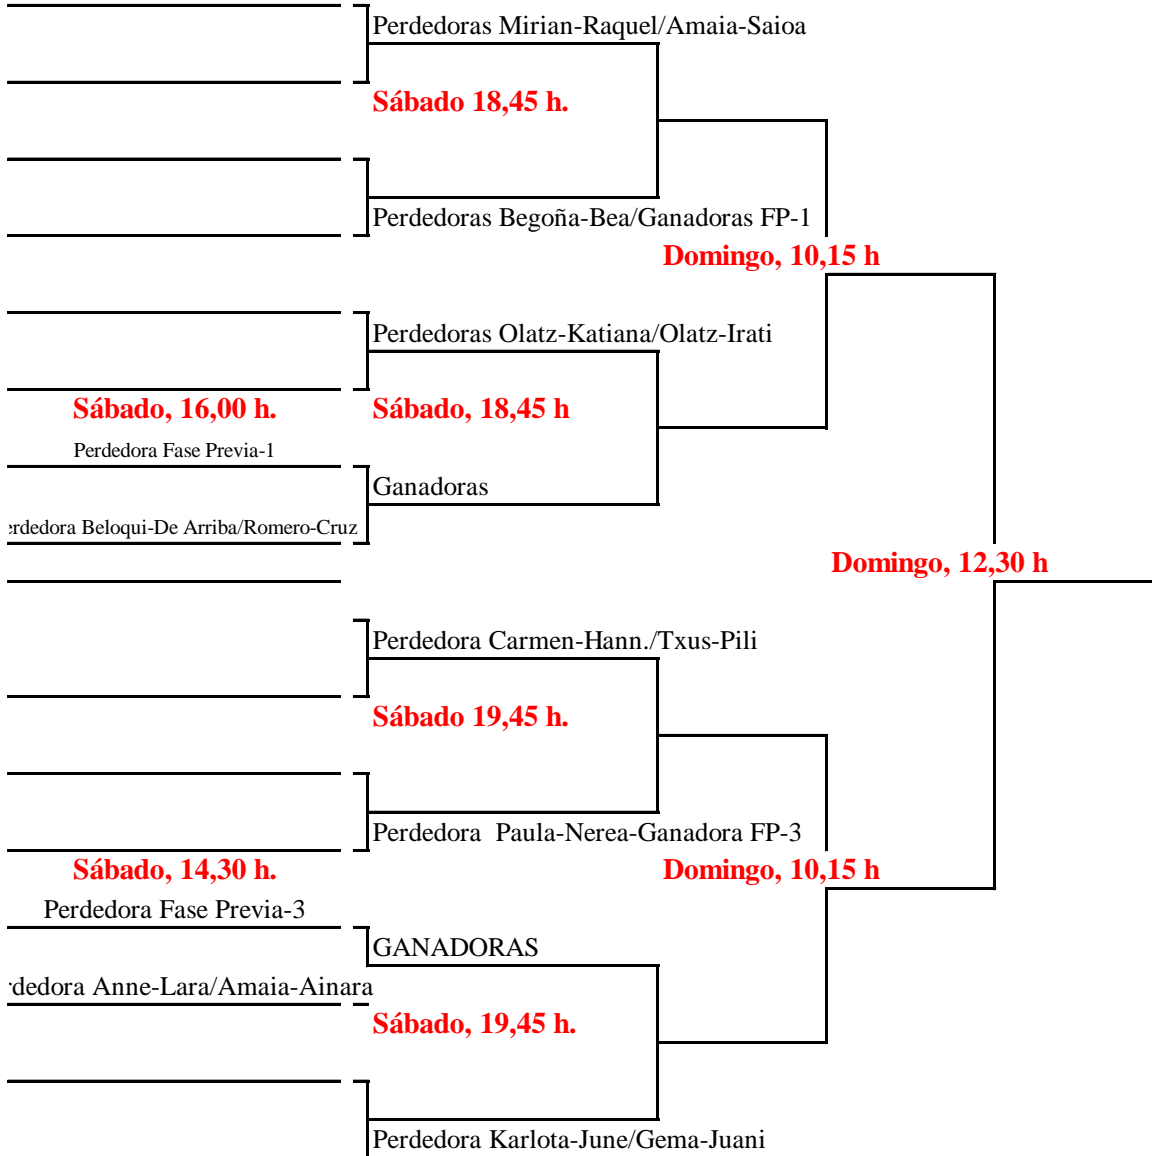 Perdedoras Mirian-Raquel/Amaia-Saioa
Sábado 18,45 h.
Perdedoras Begoña-Bea/Ganadoras FP-1
Domingo, 10,15 h
Perdedoras Olatz-Katiana/Olatz-Irati
Sábado, 16,00 h.
Sábado, 18,45 h
Perdedora Fase Previa-1
Ganadoras
erdedora Beloqui-De Arriba/Romero-Cruz
Domingo, 12,30 h
Perdedora Carmen-Hann./Txus-Pili
Sábado 19,45 h.
Perdedora  Paula-Nerea-Ganadora FP-3
Sábado, 14,30 h.
Domingo, 10,15 h
Perdedora Fase Previa-3
GANADORAS
rdedora Anne-Lara/Amaia-Ainara
Sábado, 19,45 h.
Perdedora Karlota-June/Gema-Juani